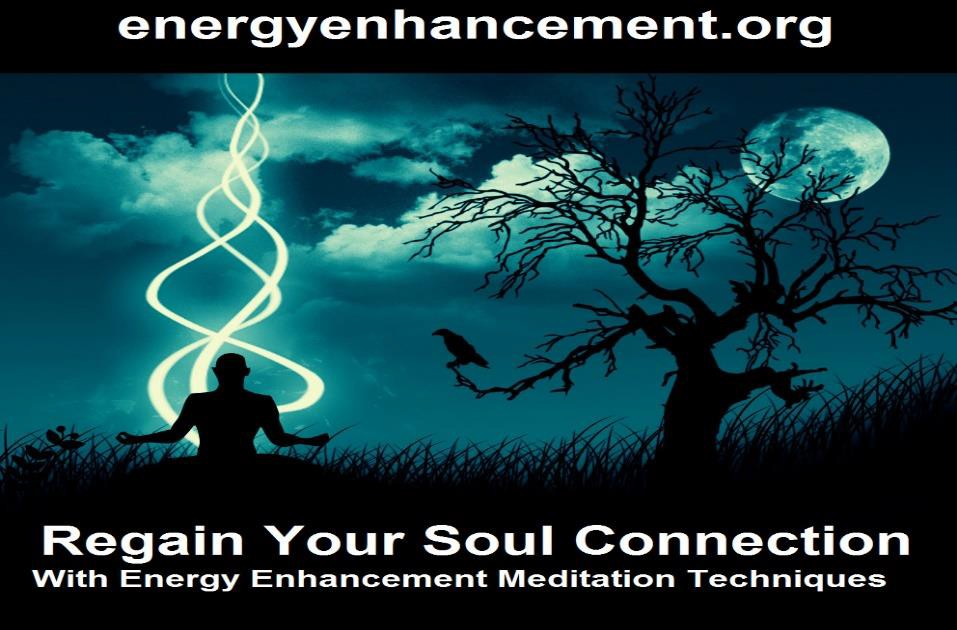 energyenhancement.org
Regain Your Soul Connection
With Energy Enhancement Meditation Techniques